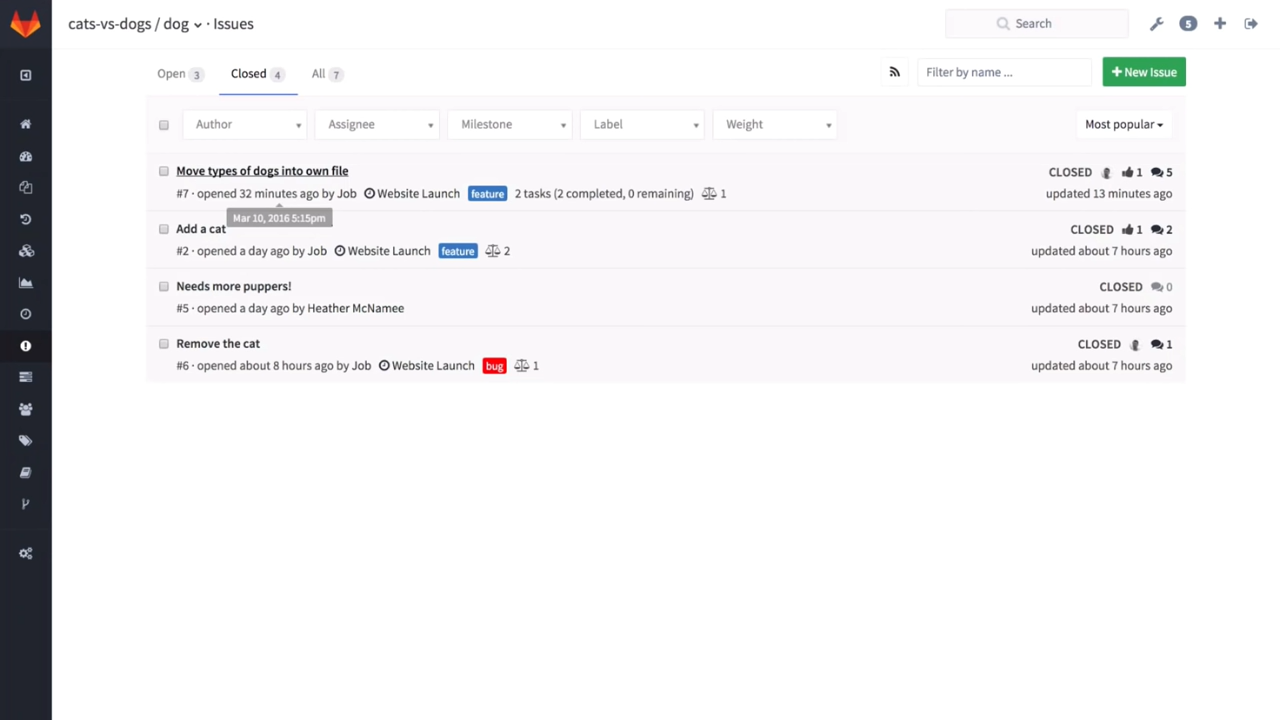 cats-vs-dogs / dog · Issues
Search
5
Open 3
Closed 4
All 7
Filter by name ...
+ New Issue
Author
Assignee
Milestone
Label
Weight
Most popular
Move types of dogs into own file
CLOSED 1 5
#7 · opened 32 minutes ago by Job Website Launch feature 2 tasks (2 completed, 0 remaining) 1
updated 13 minutes ago
Mar 10, 2016 5:15pm
Add a cat
CLOSED 1 2
#2 · opened a day ago by Job Website Launch feature 2
updated about 7 hours ago
Needs more puppers!
CLOSED 0
#5 · opened a day ago by Heather McNamee
updated about 7 hours ago
Remove the cat
CLOSED 1
#6 · opened about 8 hours ago by Job Website Launch bug 1
updated about 7 hours ago